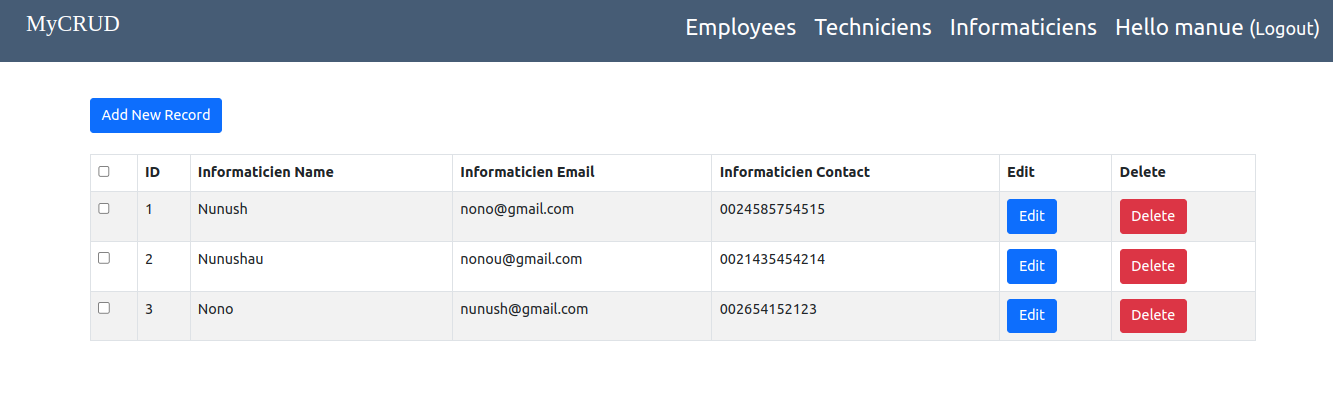 MyCRUD
Employees Techniciens Informaticiens Hello manue (Logout)
Add New Record
ID Informaticien Name Informaticien Email Informaticien Contact Edit Delete
1 Nunush nono@gmail.com 0024585754515 Edit Delete
2 Nunushau nonou@gmail.com 0021435454214 Edit Delete
3 Nono nunush@gmail.com 002654152123 Edit Delete